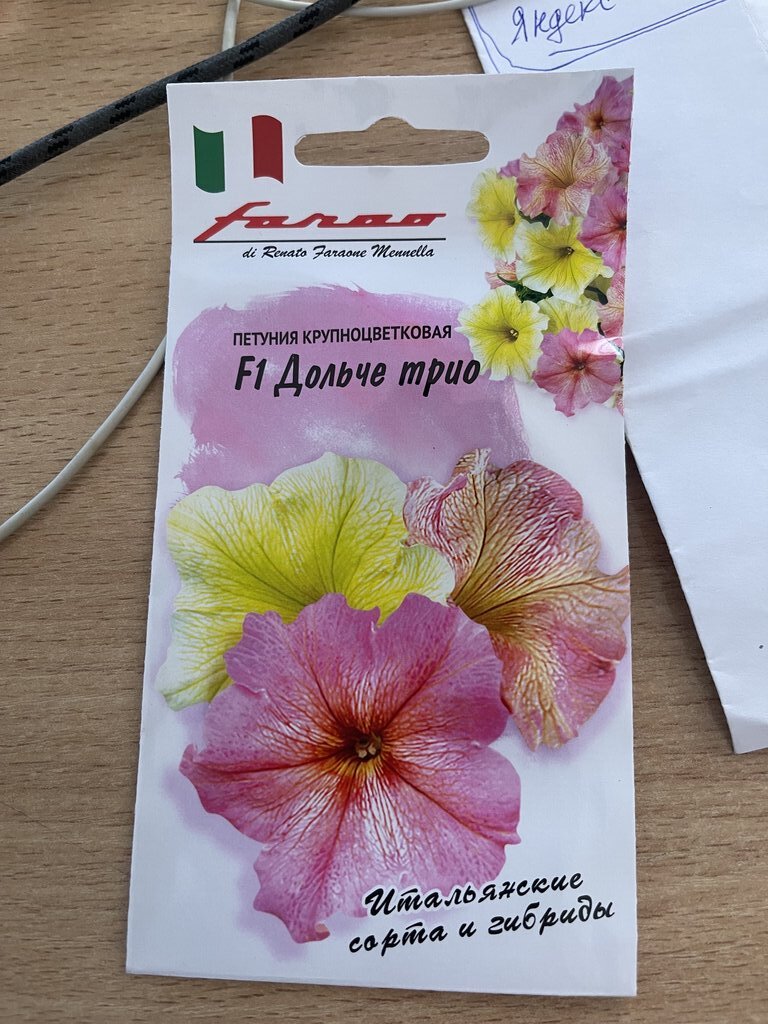 Яндекс
farao
di Renato Faraone Mennella
ПЕТУНИЯ КРУПНОЦВЕТКОВАЯ
F1 Дольче трио
Итальянские
сорта и гибриды